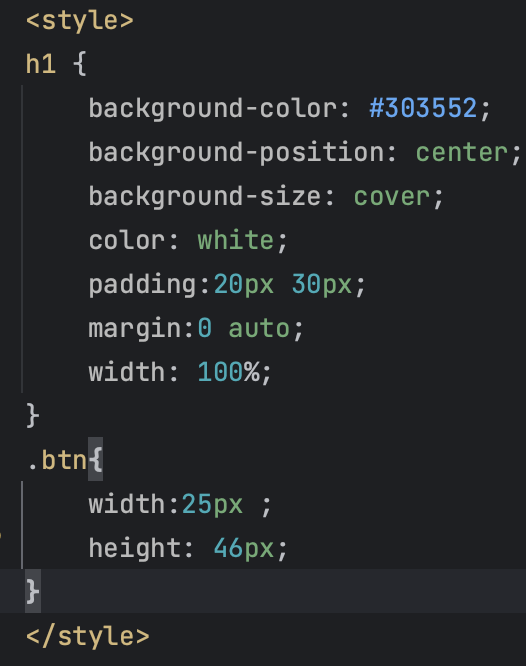 <style>
h1 {
    background-color: #303552;
    background-position: center;
    background-size: cover;
    color: white;
    padding:20px 30px;
    margin:0 auto;
    width: 100%;
}
.btn{
    width:25px ;
    height: 46px;
}
</style>